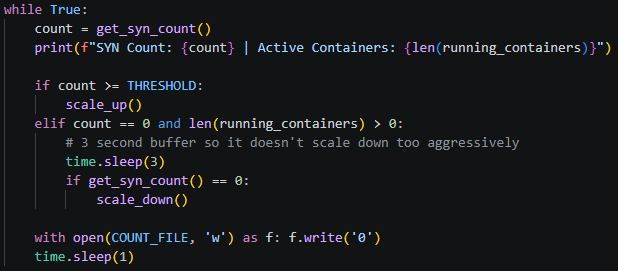 while True:
    count = get_syn_count()
    print(f"SYN Count: {count} | Active Containers: {len(running_containers)}")

    if count >= THRESHOLD:
        scale_up()
    elif count == 0 and len(running_containers) > 0:
        # 3 second buffer so it doesn't scale down too aggressively
        time.sleep(3)
        if get_syn_count() == 0:
            scale_down()

    with open(COUNT_FILE, 'w') as f: f.write('0')
    time.sleep(1)